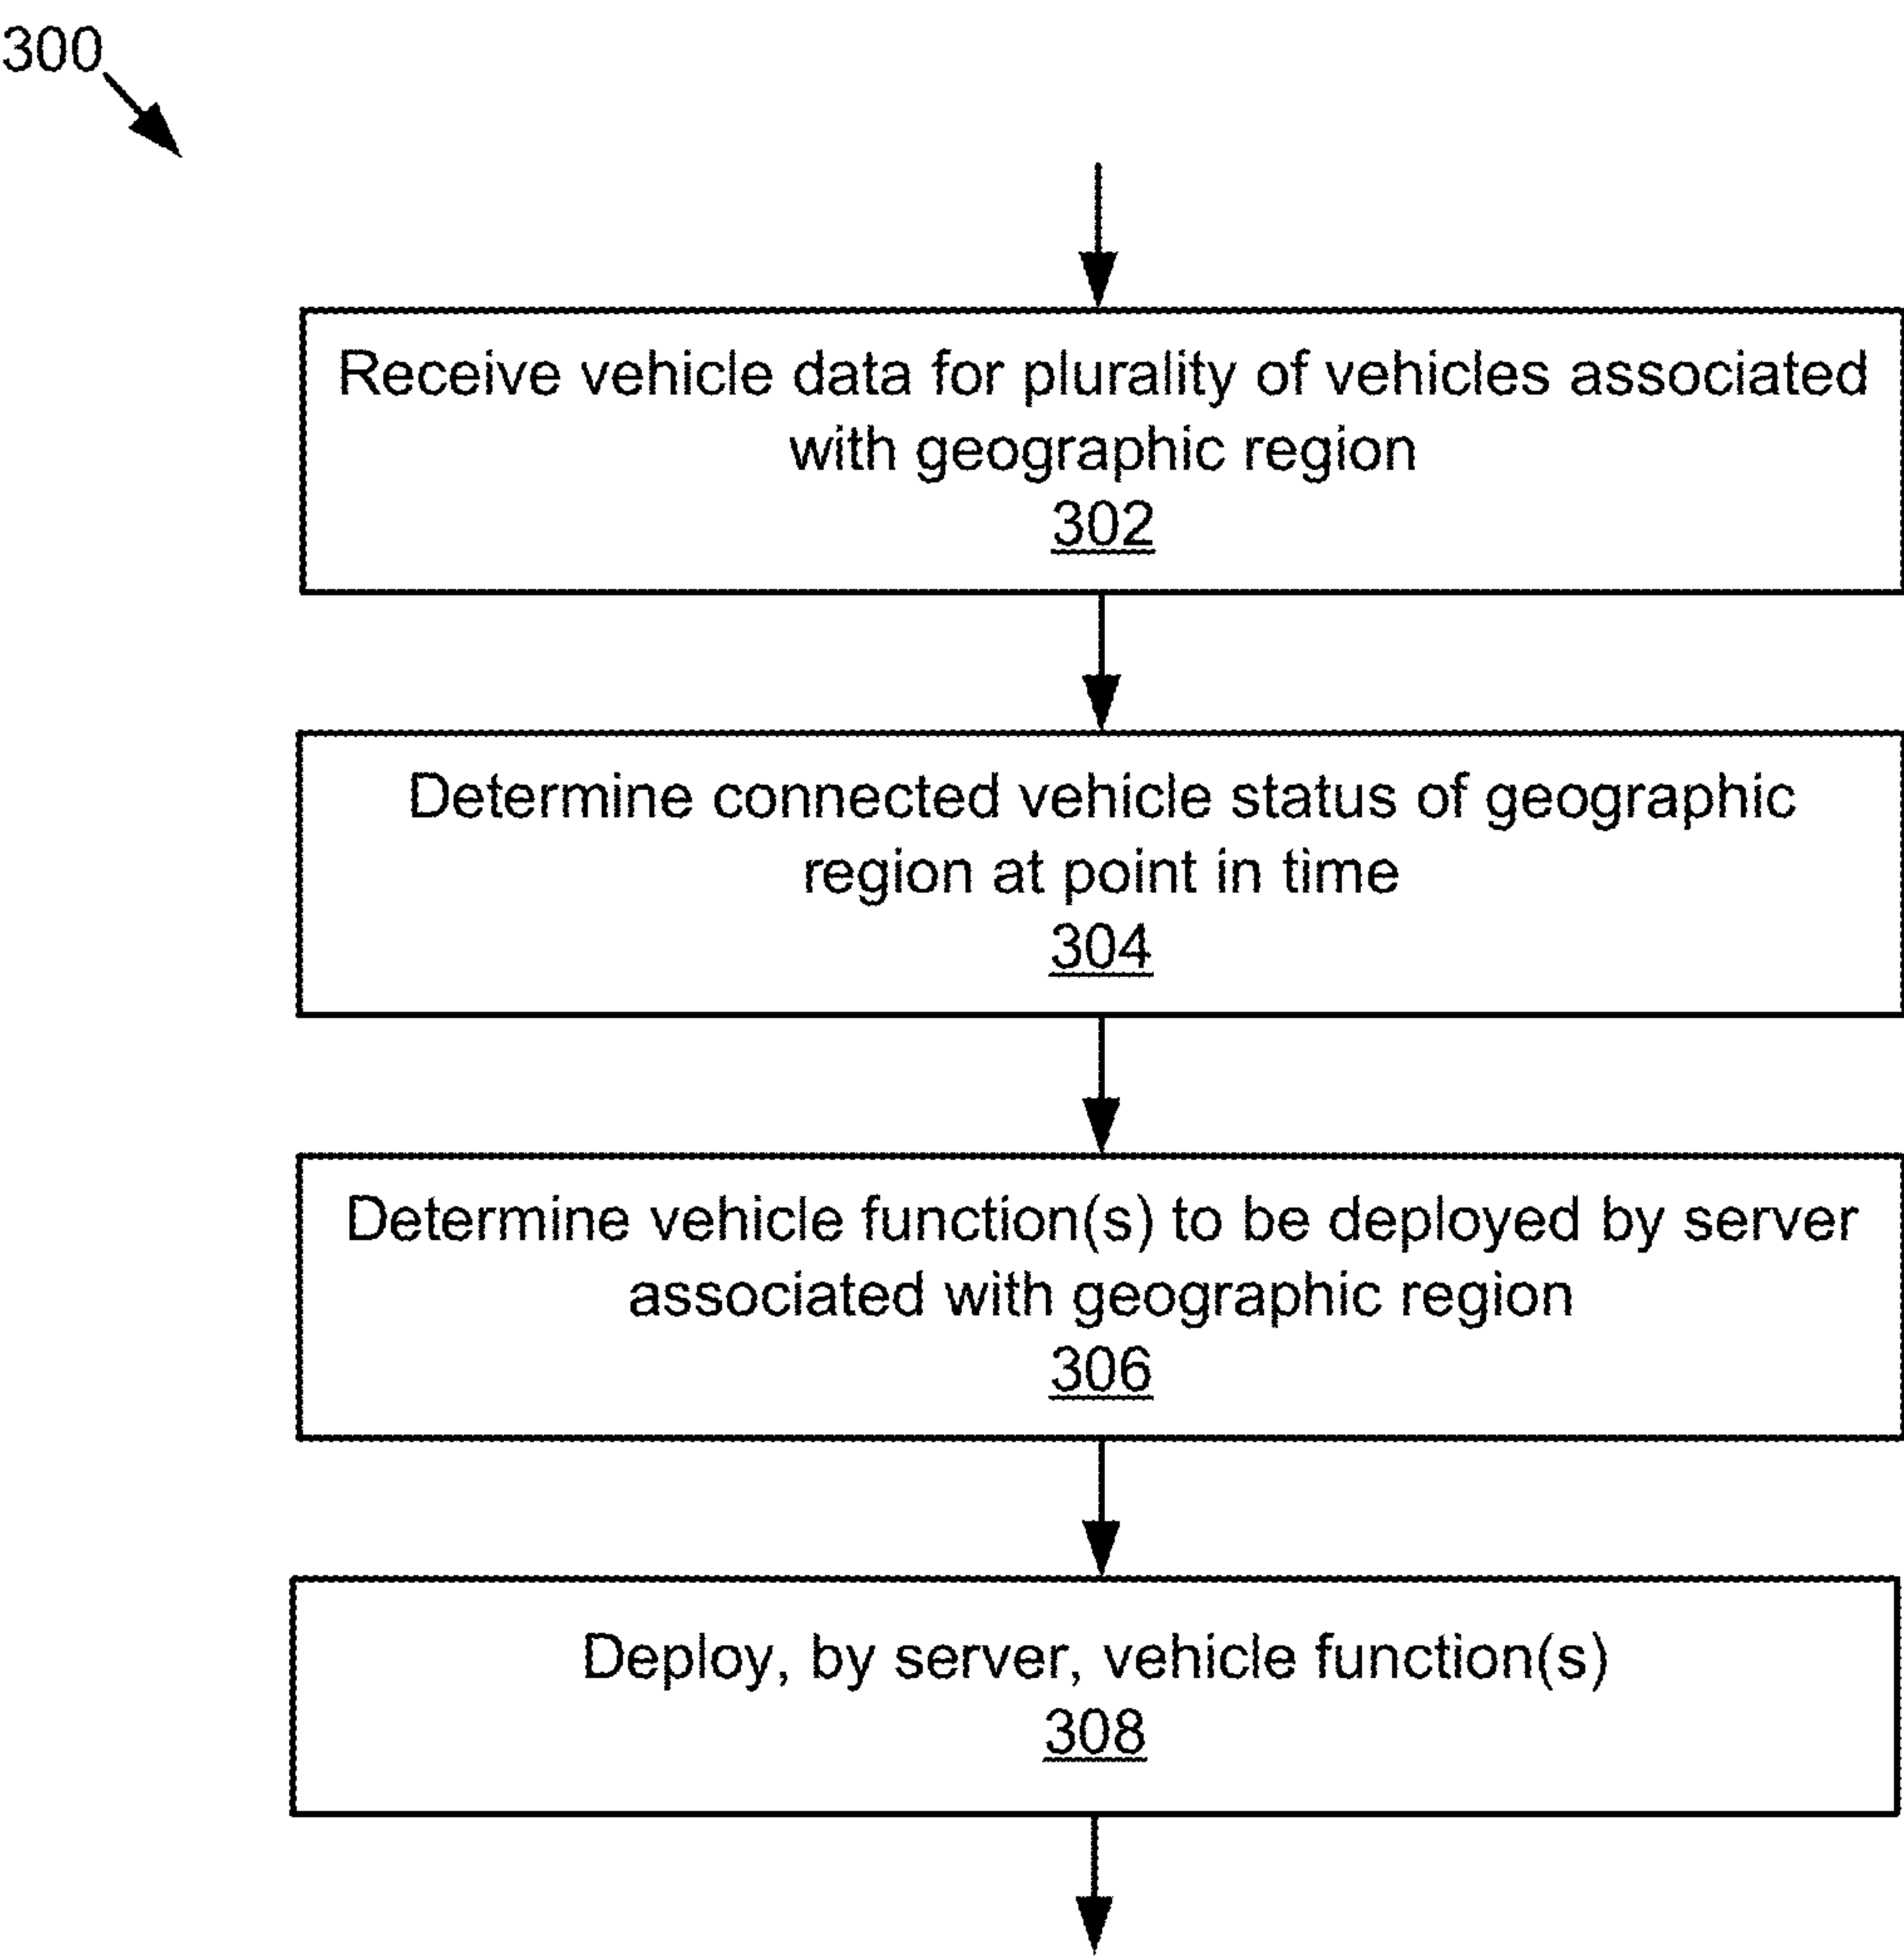 300
Receive vehicle data for plurality of vehicles associated
with geographic region
302
Determine connected vehicle status of geographic
region at point in time
304
Determine vehicle function(s) to be deployed by server
associated with geographic region
306
Deploy, by server, vehicle function(s)
308